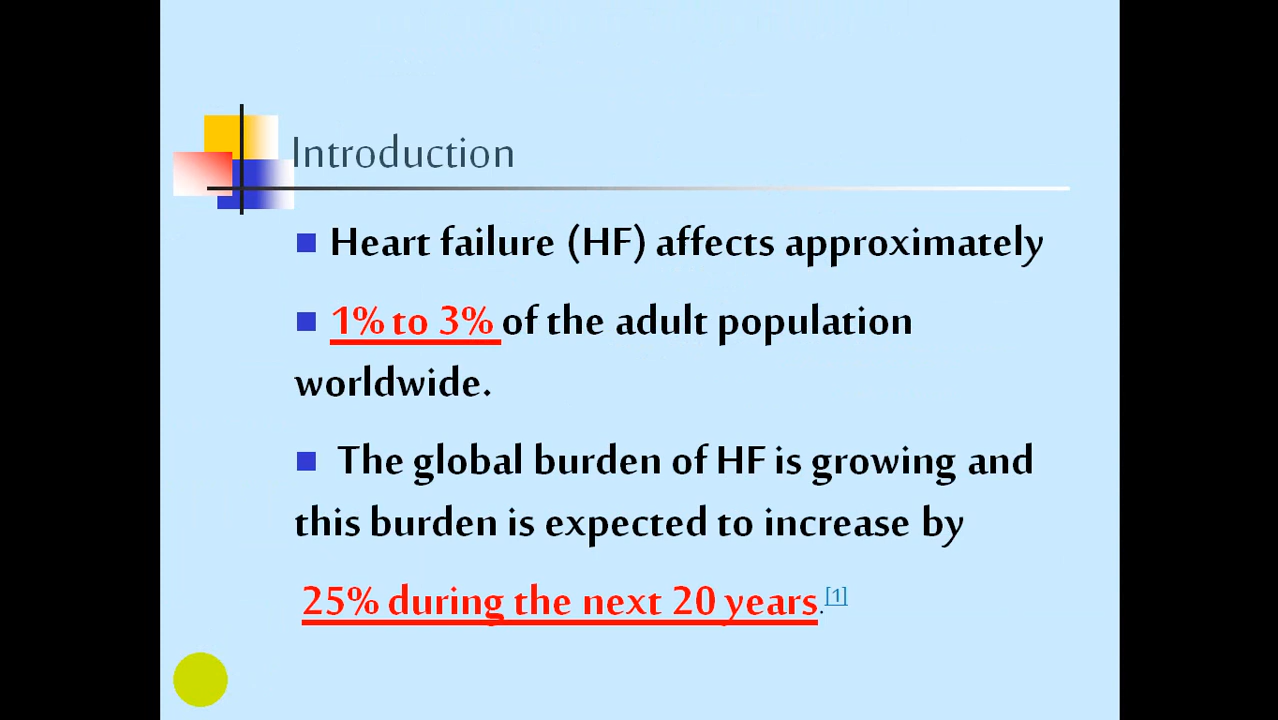 Introduction
■ Heart failure (HF) affects approximately
■ 1% to 3% of the adult population
worldwide.
■ The global burden of HF is growing and
this burden is expected to increase by
25% during the next 20 years.[1]